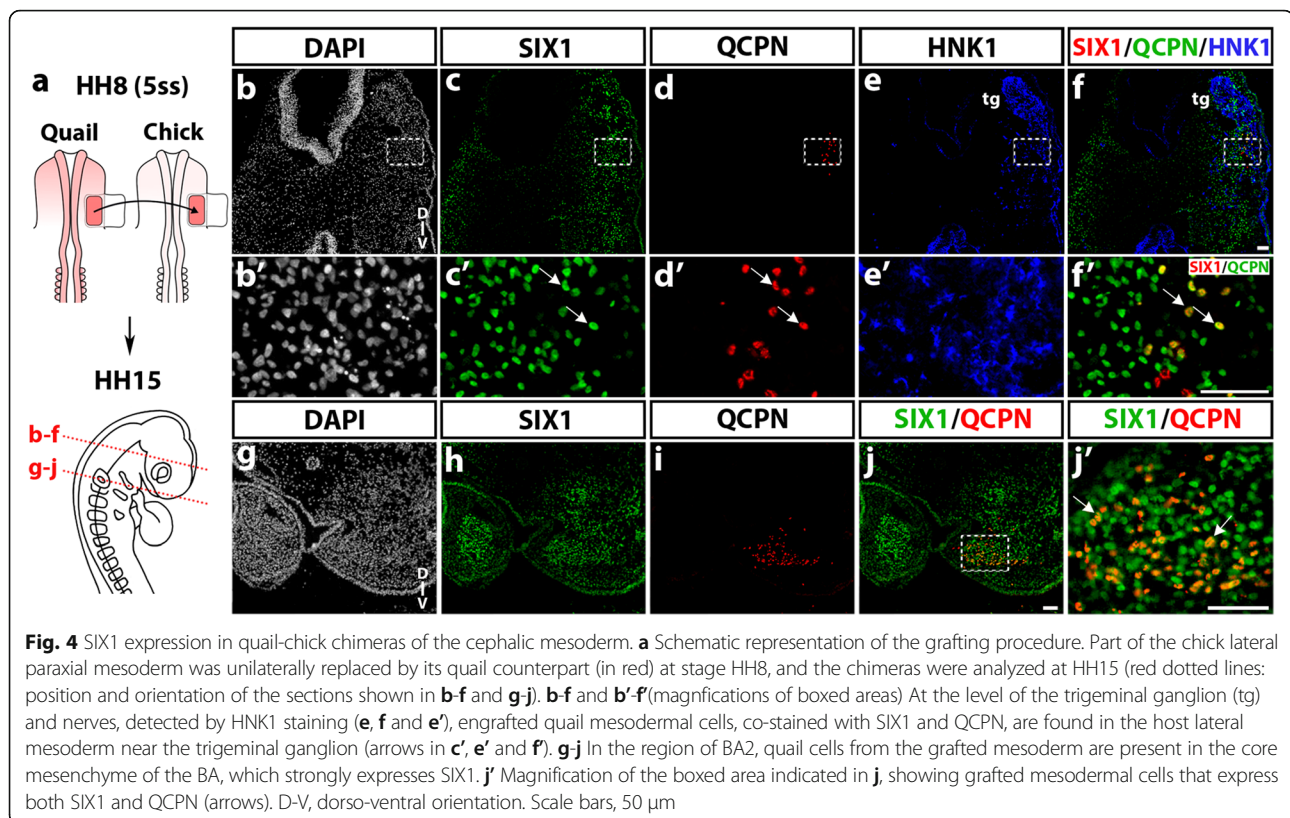 DAPI SIX1 QCPN HNK1 SIX1/QCPN/HNK1
a HH8 (5ss)
Quail Chick
HH15
b-f
g-j
b c d e f
tg tg
D
V
b' c' d' e' f'
SIX1/QCPN
DAPI SIX1 QCPN SIX1/QCPN SIX1/QCPN
g h i j j'
D
V
Fig. 4 SIX1 expression in quail-chick chimeras of the cephalic mesoderm. a Schematic representation of the grafting procedure. Part of the chick lateral
paraxial mesoderm was unilaterally replaced by its quail counterpart (in red) at stage HH8, and the chimeras were analyzed at HH15 (red dotted lines:
position and orientation of the sections shown in b-f and g-j). b-f and b'-f'(magnfications of boxed areas) At the level of the trigeminal ganglion (tg)
and nerves, detected by HNK1 staining (e, f and e'), engrafted quail mesodermal cells, co-stained with SIX1 and QCPN, are found in the host lateral
mesoderm near the trigeminal ganglion (arrows in c', e' and f'). g-j In the region of BA2, quail cells from the grafted mesoderm are present in the core
mesenchyme of the BA, which strongly expresses SIX1. j' Magnification of the boxed area indicated in j, showing grafted mesodermal cells that express
both SIX1 and QCPN (arrows). D-V, dorso-ventral orientation. Scale bars, 50 μm